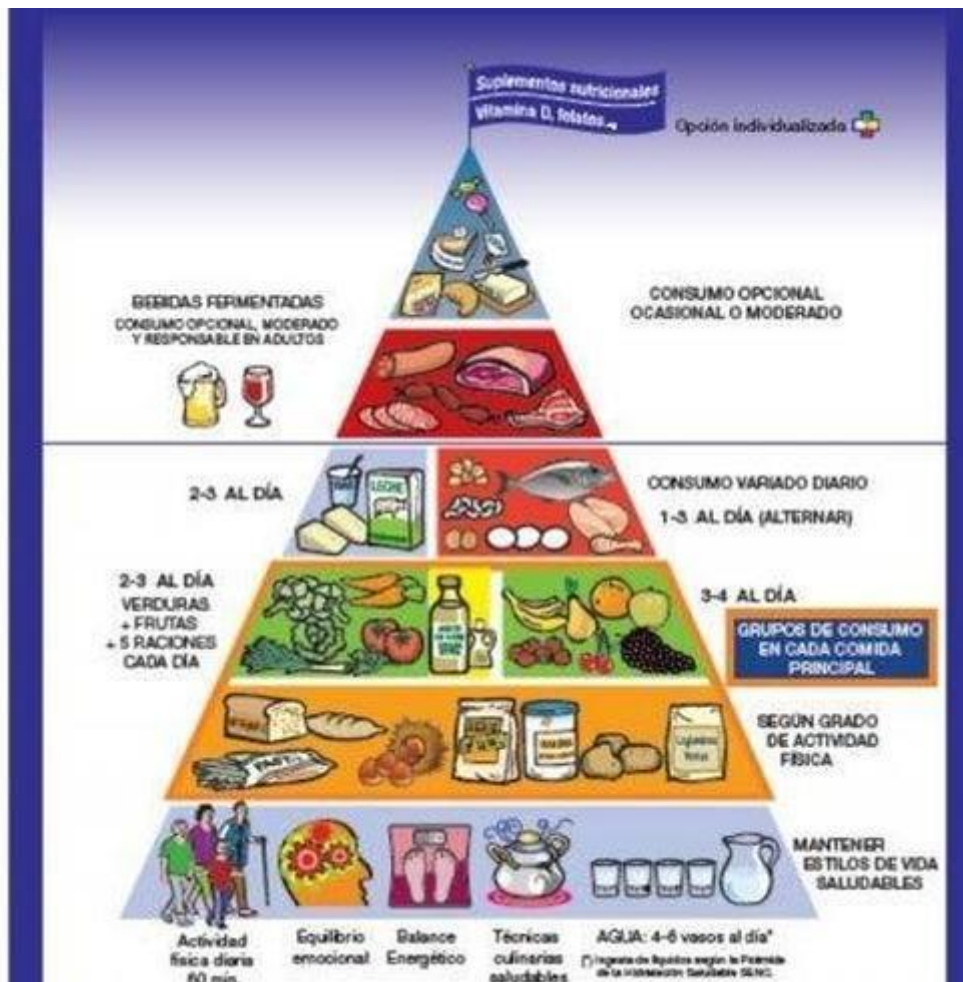 Suplementos nutricionales
Vitamina D, folatos...
Opción individualizada
BEBIDAS FERMENTADAS
CONSUMO OPCIONAL, MODERADO
Y RESPONSABLE EN ADULTOS
CONSUMO OPCIONAL
OCASIONAL O MODERADO
2-3 AL DÍA
LECHE
CONSUMO VARIADO DIARIO
1-3 AL DÍA (ALTERNAR)
2-3 AL DÍA
VERDURAS
+ FRUTAS
+ 5 RACIONES
CADA DÍA
3-4 AL DÍA
GRUPOS DE CONSUMO
EN CADA COMIDA
PRINCIPAL
PASTA
SEGÚN GRADO
DE ACTIVIDAD
FÍSICA
MANTENER
ESTILOS DE VIDA
SALUDABLES
Actividad
física diaria
60 min.
Equilibrio
emocional
Balance
Energético
Técnicas
culinarias
saludables
AGUA: 4-6 vasos al día*
(*) Ingesta de líquidos según la Pirámide
de la Hidratación Saludable SENC.